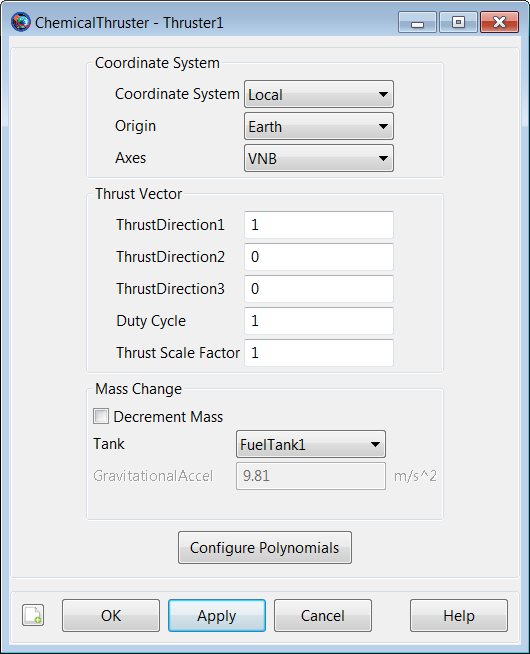 ChemicalThruster - Thruster1
Coordinate System
Coordinate System Local
Origin Earth
Axes VNB
Thrust Vector
ThrustDirection1 1
ThrustDirection2 0
ThrustDirection3 0
Duty Cycle 1
Thrust Scale Factor 1
Mass Change
Decrement Mass
Tank FuelTank1
GravitationalAccel 9.81 m/s^2
Configure Polynomials
OK Apply Cancel Help